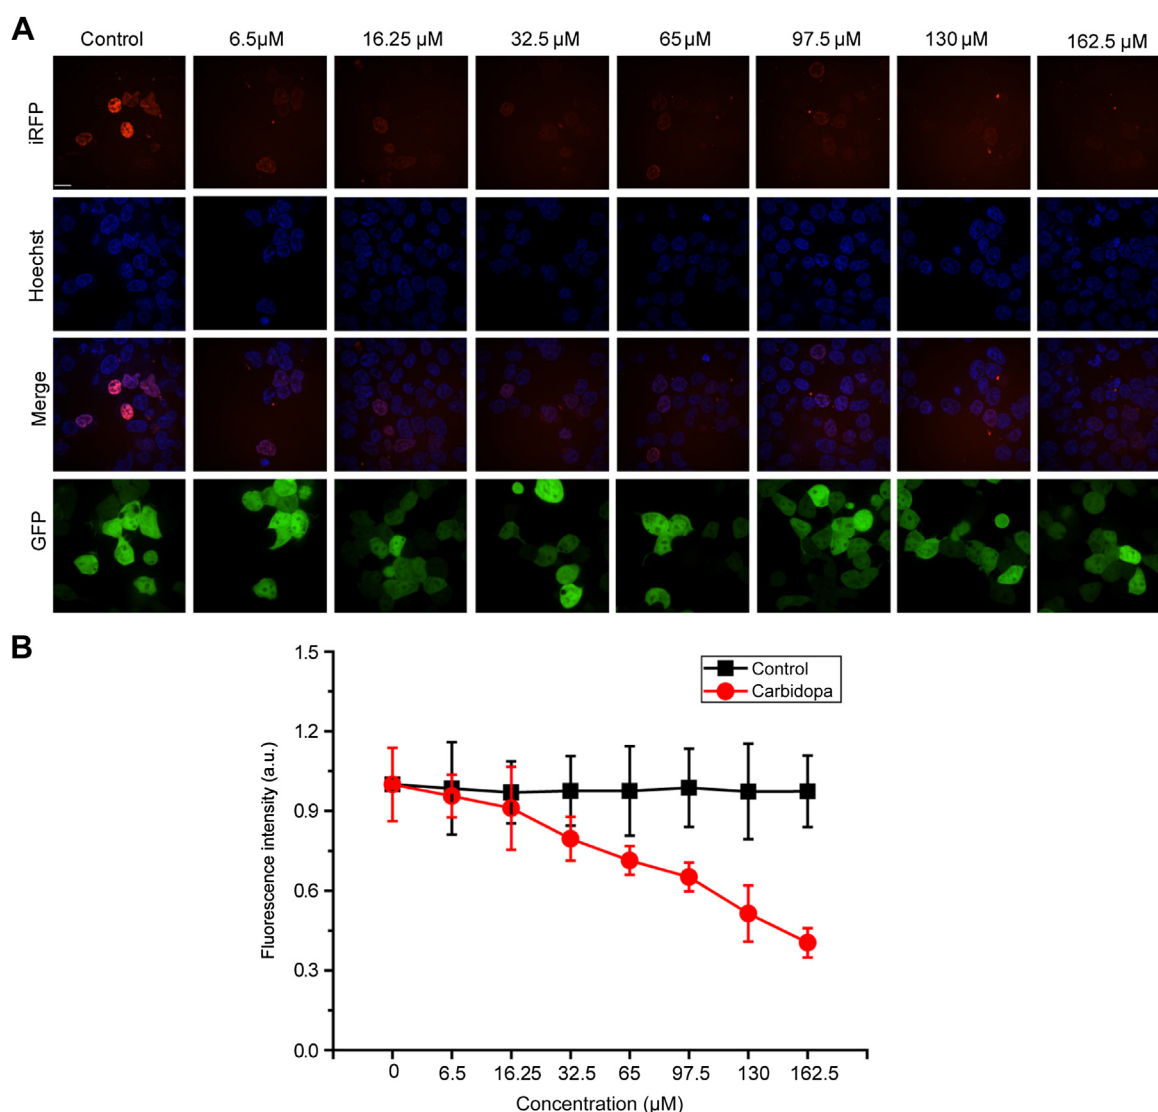 A
Control 6.5μM 16.25 μM 32.5 μM 65 μM 97.5 μM 130 μM 162.5 μM
iRFP
Hoechst
Merge
GFP
B
Control
Carbidopa
Fluorescence intensity (a.u.)
1.5
1.2
0.9
0.6
0.3
0.0
0 6.5 16.25 32.5 65 97.5 130 162.5
Concentration (μM)